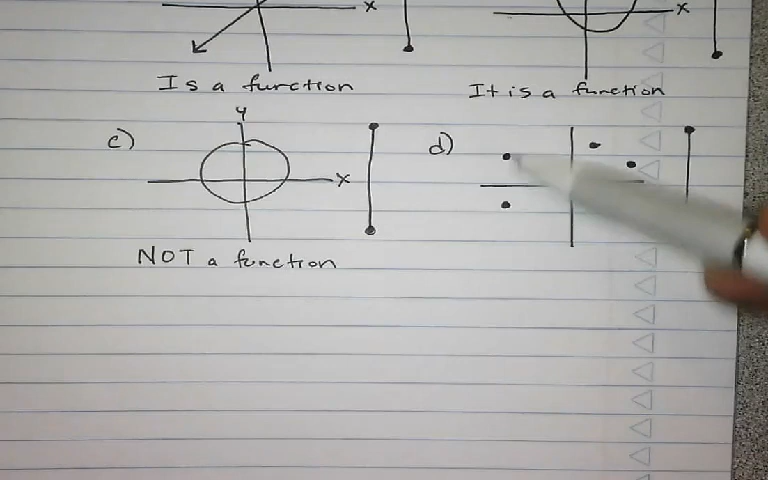 x
x
Is a function
It is a function
c)
y
x
d)
NOT a function